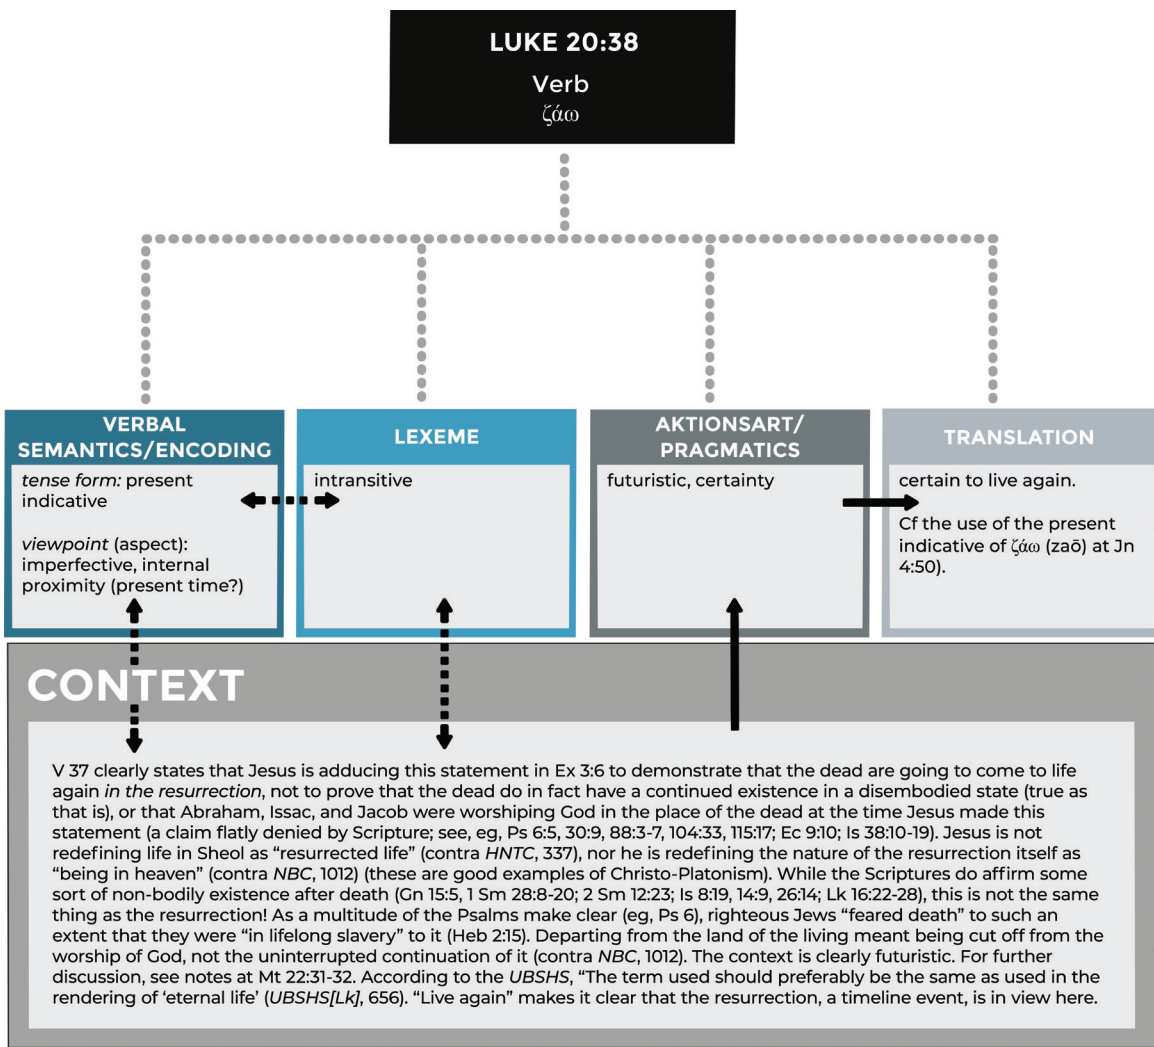 LUKE 20:38
Verb
ζάω
VERBAL
SEMANTICS/ENCODING
tense form: present
indicative
viewpoint (aspect):
imperfective, internal
proximity (present time?)
LEXEME
intransitive
AKTIONSART/
PRAGMATICS
futuristic, certainty
TRANSLATION
certain to live again.
Cf the use of the present
indicative of ζάω (zaō) at Jn
4:50).
CONTEXT
V 37 clearly states that Jesus is adducing this statement in Ex 3:6 to demonstrate that the dead are going to come to life
again in the resurrection, not to prove that the dead do in fact have a continued existence in a disembodied state (true as
that is), or that Abraham, Issac, and Jacob were worshiping God in the place of the dead at the time Jesus made this
statement (a claim flatly denied by Scripture; see, eg, Ps 6:5, 30:9, 88:3-7, 104:33, 115:17; Ec 9:10; Is 38:10-19). Jesus is not
redefining life in Sheol as “resurrected life” (contra HNTC, 337), nor he is redefining the nature of the resurrection itself as
“being in heaven” (contra NBC, 1012) (these are good examples of Christo-Platonism). While the Scriptures do affirm some
sort of non-bodily existence after death (Gn 15:5, 1 Sm 28:8-20; 2 Sm 12:23; Is 8:19, 14:9, 26:14; Lk 16:22-28), this is not the same
thing as the resurrection! As a multitude of the Psalms make clear (eg, Ps 6), righteous Jews “feared death” to such an
extent that they were “in lifelong slavery” to it (Heb 2:15). Departing from the land of the living meant being cut off from the
worship of God, not the uninterrupted continuation of it (contra NBC, 1012). The context is clearly futuristic. For further
discussion, see notes at Mt 22:31-32. According to the UBSHS, “The term used should preferably be the same as used in the
rendering of ‘eternal life’ (UBSHS[Lk], 656). “Live again” makes it clear that the resurrection, a timeline event, is in view here.